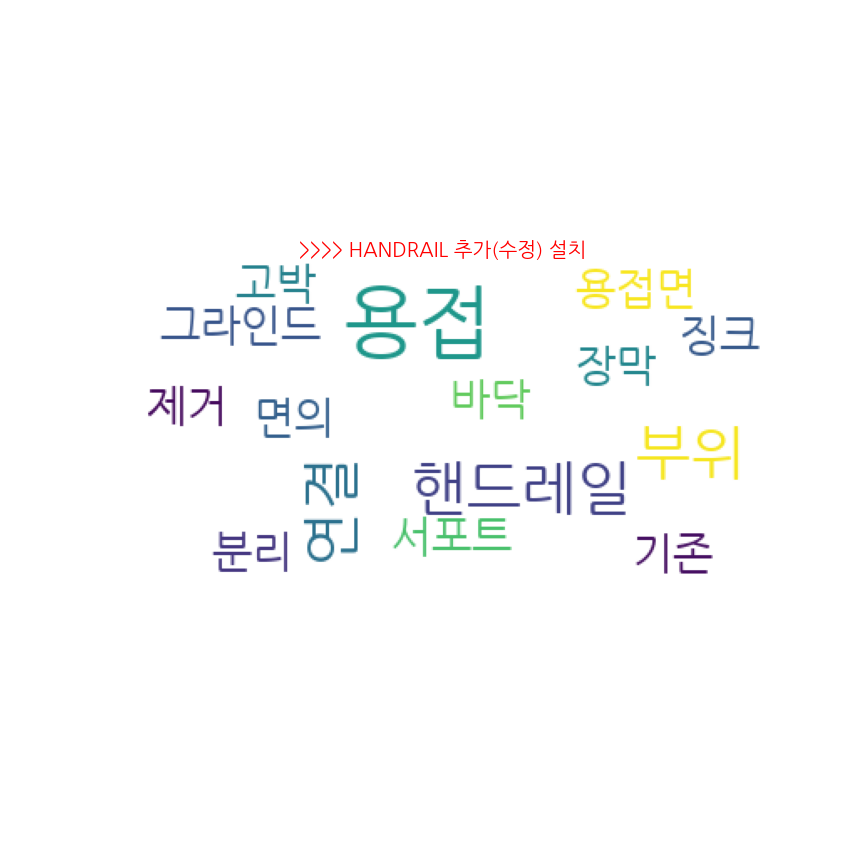 >>>> HANDRAIL 추가(수정) 설치
고박
용접
용접면
그라인드
징크
장막
제거
면의
바닥
부위
연결
핸드레일
분리
서포트
기존